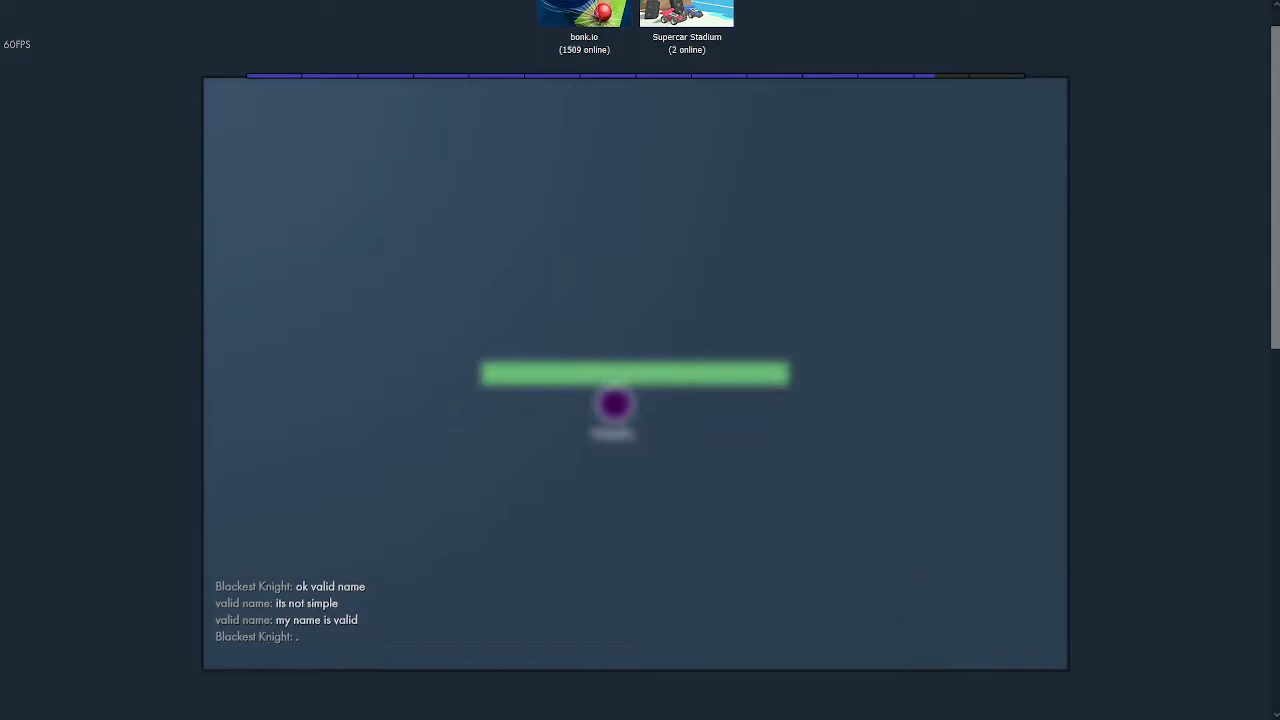 bonk.io
(1509 online)
Supercar Stadium
(2 online)
60FPS
Blackest Knight: ok valid name
valid name: its not simple
valid name: my name is valid
Blackest Knight: .